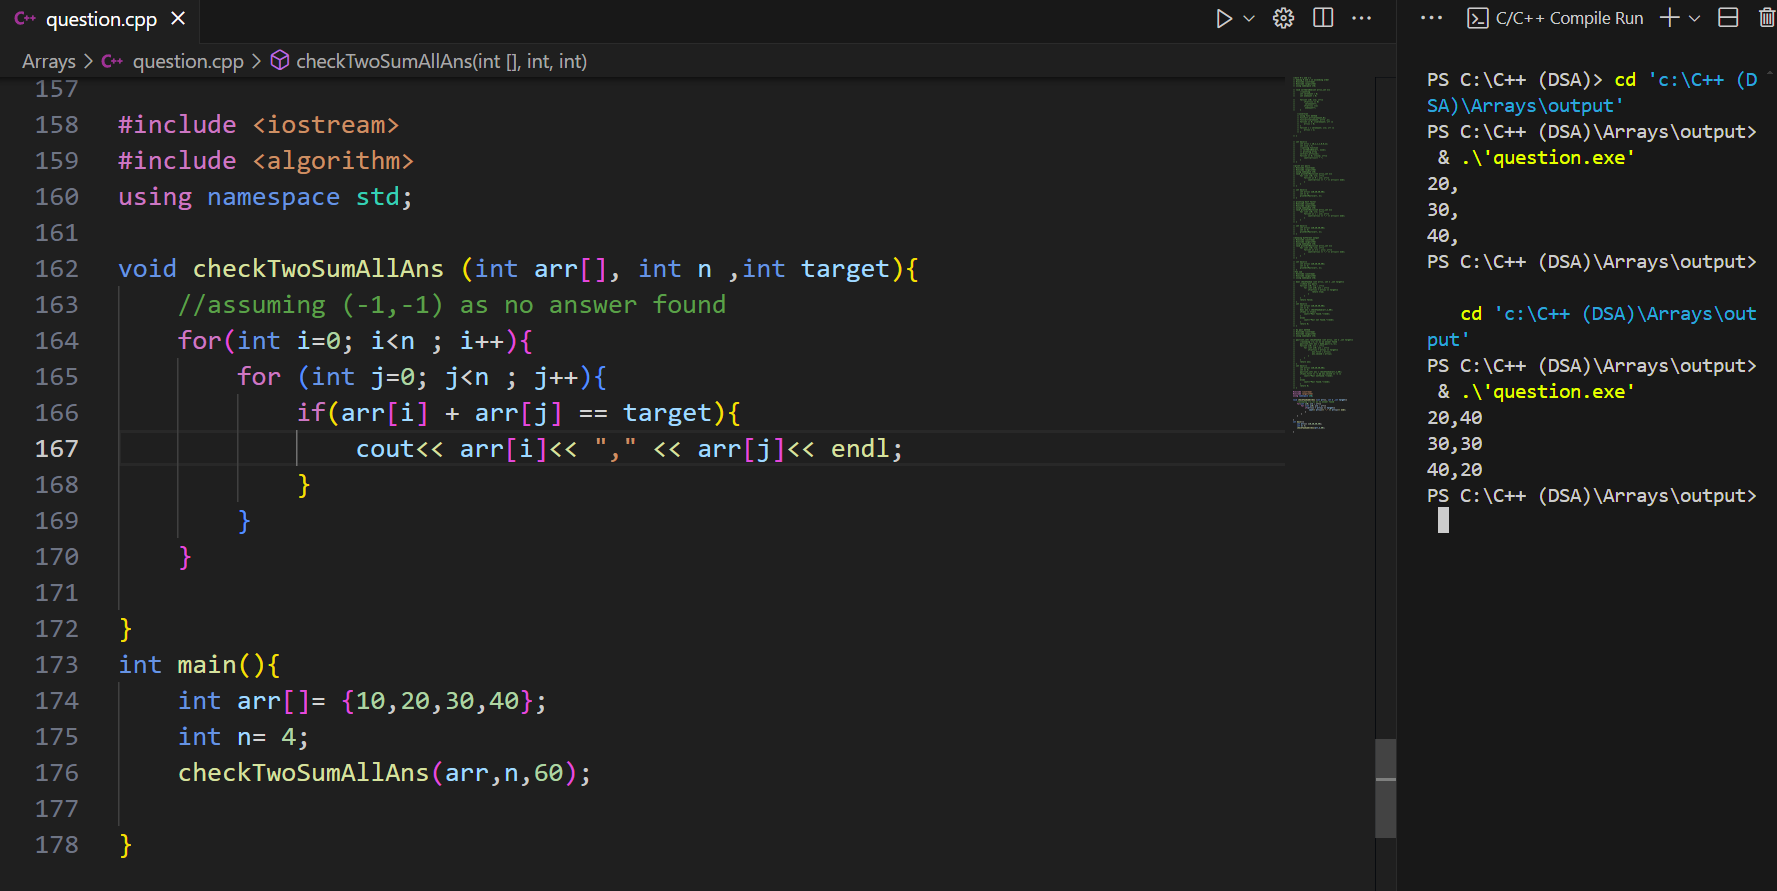 C++ question.cpp ×
Arrays > C++ question.cpp > checkTwoSumAllAns(int [], int, int)
157
158 #include <iostream>
159 #include <algorithm>
160 using namespace std;
161
162 void checkTwoSumAllAns (int arr[], int n ,int target){
163     //assuming (-1,-1) as no answer found
164     for(int i=0; i<n ; i++){
165         for (int j=0; j<n ; j++){
166             if(arr[i] + arr[j] == target){
167                 cout<< arr[i]<< "," << arr[j]<< endl;
168             }
169         }
170     }
171
172 }
173 int main(){
174     int arr[]= {10,20,30,40};
175     int n= 4;
176     checkTwoSumAllAns(arr,n,60);
177
178 }
C/C++ Compile Run
PS C:\C++ (DSA)> cd 'c:\C++ (D
SA)\Arrays\output'
PS C:\C++ (DSA)\Arrays\output>
 & .\'question.exe'
20,
30,
40,
PS C:\C++ (DSA)\Arrays\output>
   cd 'c:\C++ (DSA)\Arrays\out
put'
PS C:\C++ (DSA)\Arrays\output>
 & .\'question.exe'
20,40
30,30
40,20
PS C:\C++ (DSA)\Arrays\output>